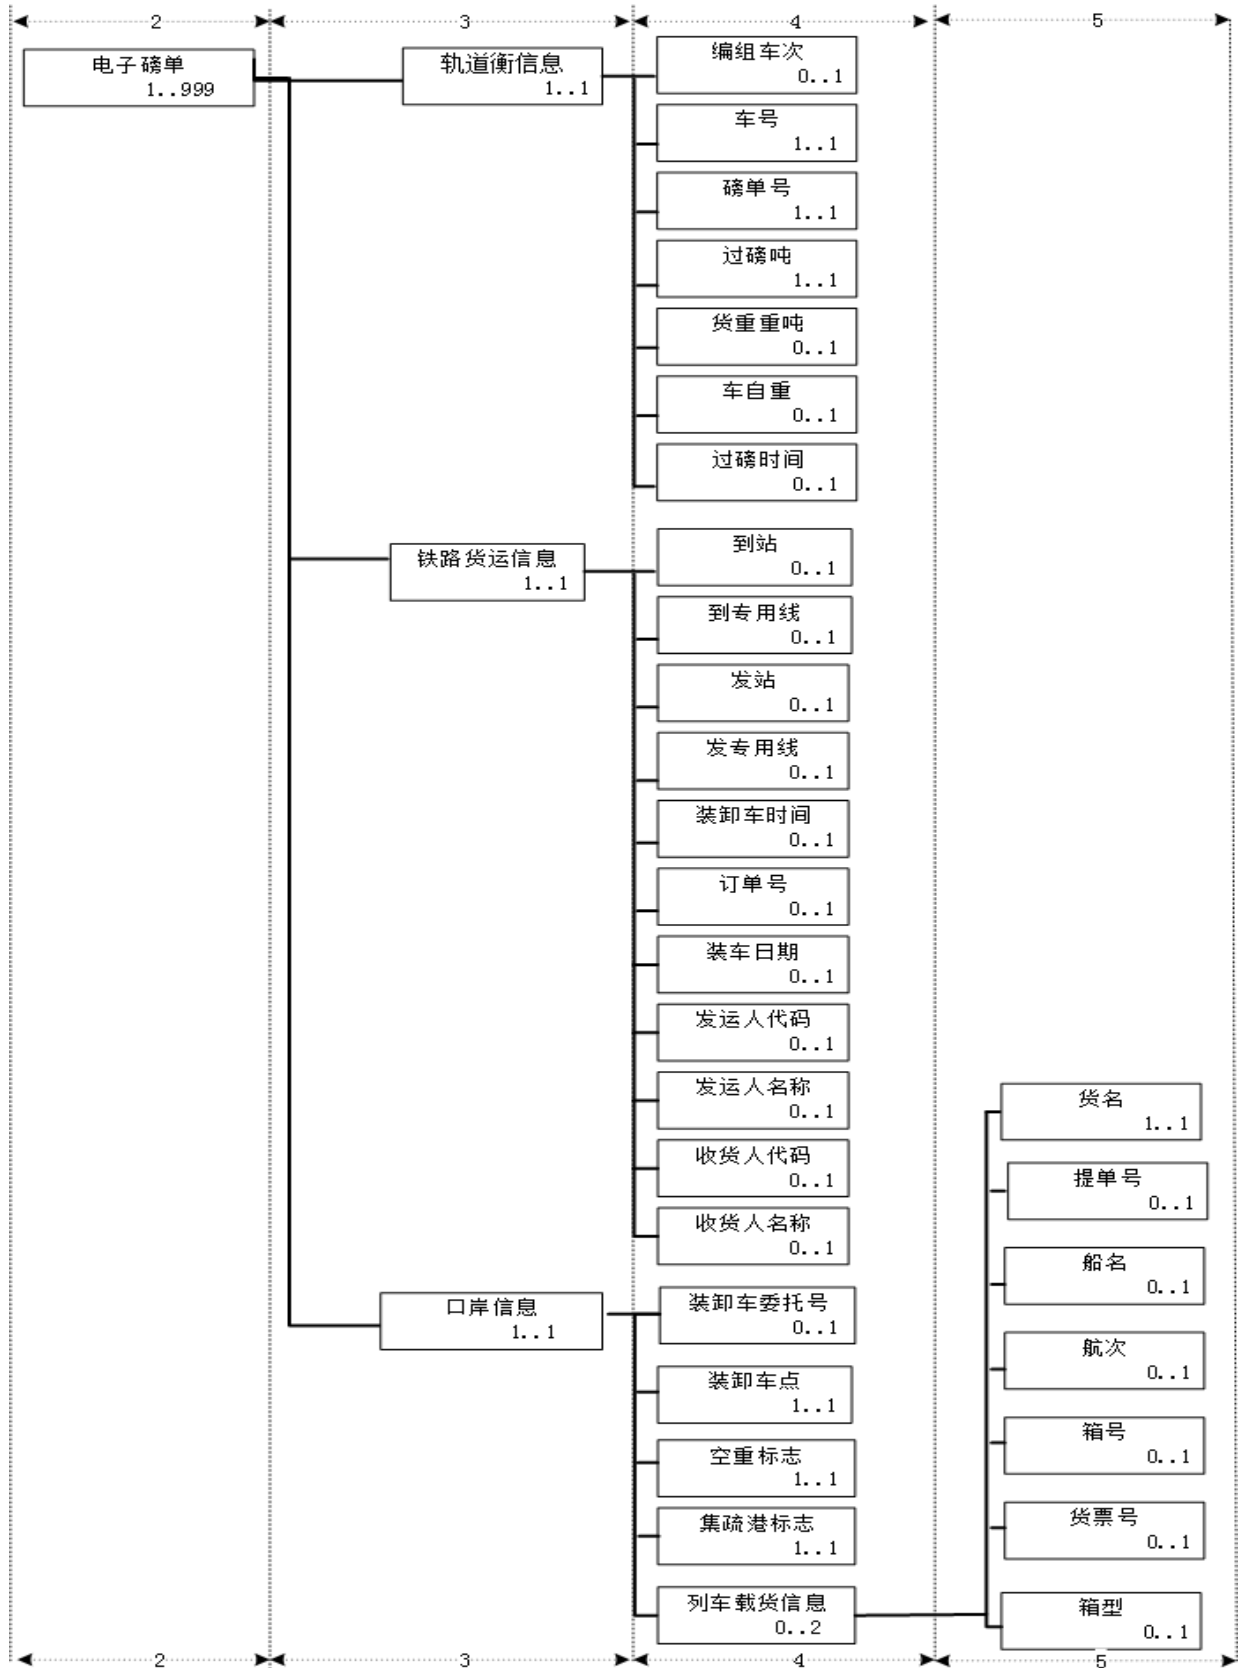 2 3 4 5
电子磅单
1..999
轨道衡信息
1..1
编组车次
0..1
车号
1..1
磅单号
1..1
过磅吨
1..1
货重重吨
0..1
车自重
0..1
过磅时间
0..1
铁路货运信息
1..1
到站
0..1
到专用线
0..1
发站
0..1
发专用线
0..1
装卸车时间
0..1
订单号
0..1
装车日期
0..1
发运人代码
0..1
发运人名称
0..1
收货人代码
0..1
收货人名称
0..1
口岸信息
1..1
装卸车委托号
0..1
装卸车点
1..1
空重标志
1..1
集疏港标志
1..1
列车载货信息
0..2
货名
1..1
提单号
0..1
船名
0..1
航次
0..1
箱号
0..1
货票号
0..1
箱型
0..1
2 3 4 5